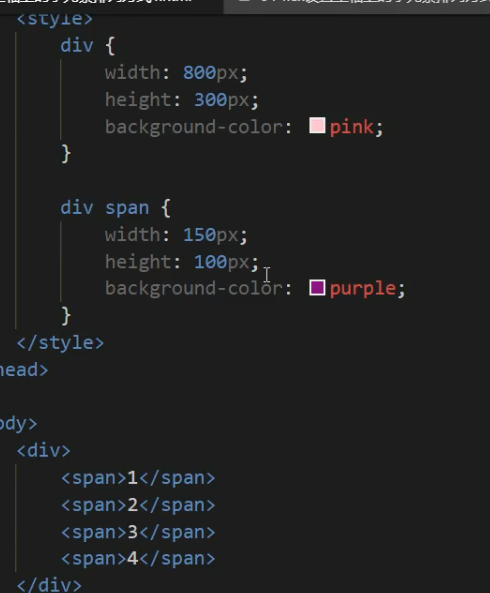 <style>
div {
width: 800px;
height: 300px;
background-color: pink;
}
div span {
width: 150px;
height: 100px;
background-color: purple;
}
</style>
head>
ody>
<div>
<span>1</span>
<span>2</span>
<span>3</span>
<span>4</span>
</div>